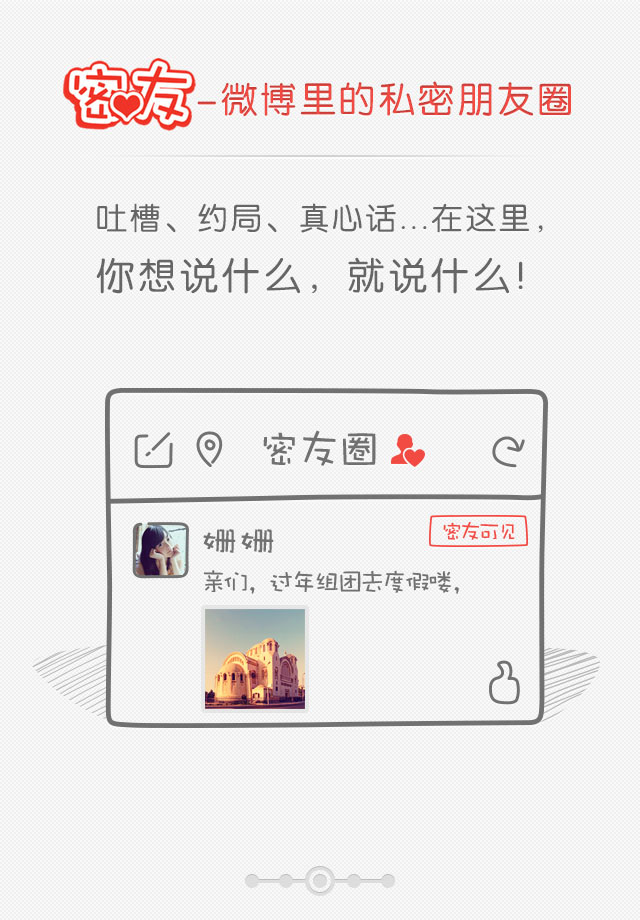 密友-微博里的私密朋友圈
吐槽、约局、真心话...在这里,
你想说什么,就说什么!
密友圈
姗姗
密友可见
亲们,过年组团去度假喽,